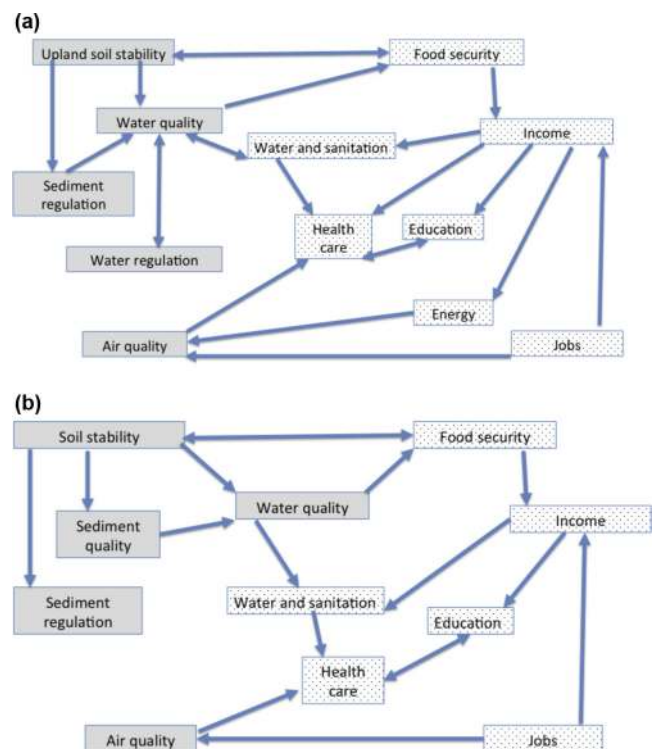 (a)
Upland soil stability
Food security
Water quality
Income
Water and sanitation
Sediment
regulation
Health
care
Education
Water regulation
Energy
Air quality
Jobs
(b)
Soil stability
Food security
Water quality
Income
Sediment
quality
Water and sanitation
Sediment
regulation
Education
Health
care
Air quality
Jobs